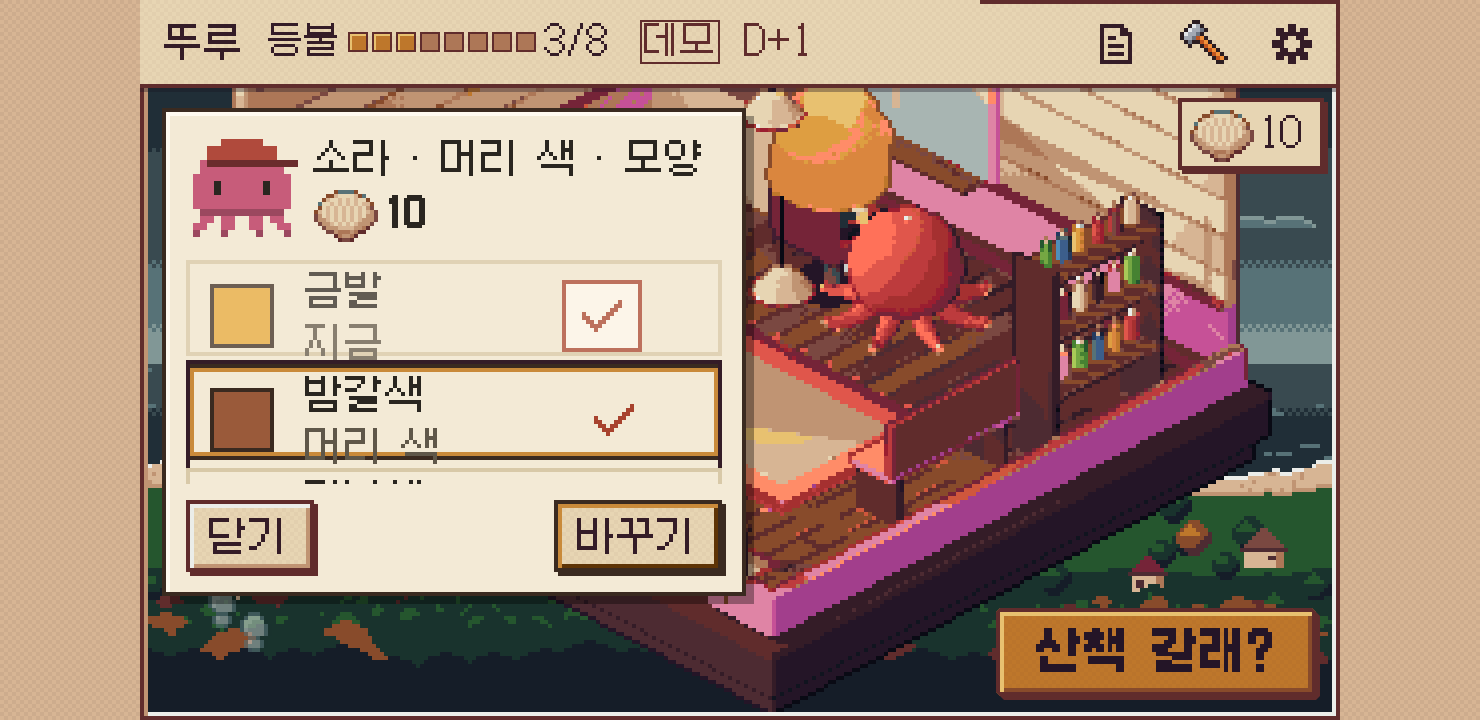 뚜루 등불 3/8 데모 D+1
10
소라 · 머리 색 · 모양
10
금발
지금
밤갈색
머리 색
닫기
바꾸기
산책 갈래?